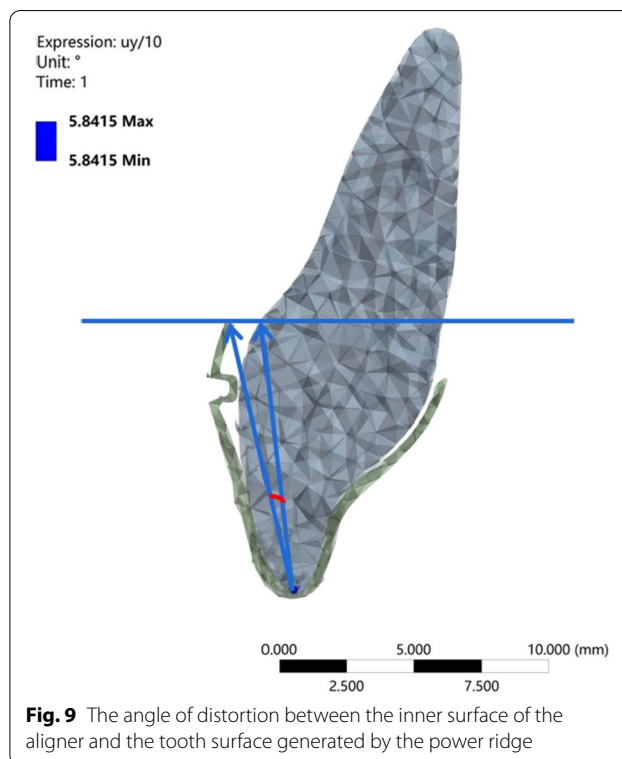 Expression: uy/10
Unit: °
Time: 1
5.8415 Max
5.8415 Min
0.000 5.000 10.000 (mm)
2.500 7.500
Fig. 9 The angle of distortion between the inner surface of the
aligner and the tooth surface generated by the power ridge